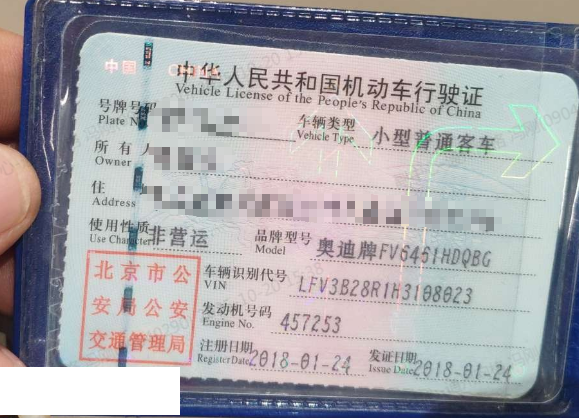 中国
中华人民共和国机动车行驶证
Vehicle License of the People's Republic of China
号牌号码
Plate No.
车辆类型 小型普通客车
Vehicle Type
所有人
Owner
住
Address
使用性质 非营运
Use Character
品牌型号 奥迪牌FV6461HDQBG
Model
北京市公
安局公安
交通管理局
车辆识别代号 LFV3B28R1H3108023
VIN
发动机号码 457253
Engine No.
注册日期 2018-01-24
Register Date
发证日期 2018-01-24
Issue Date